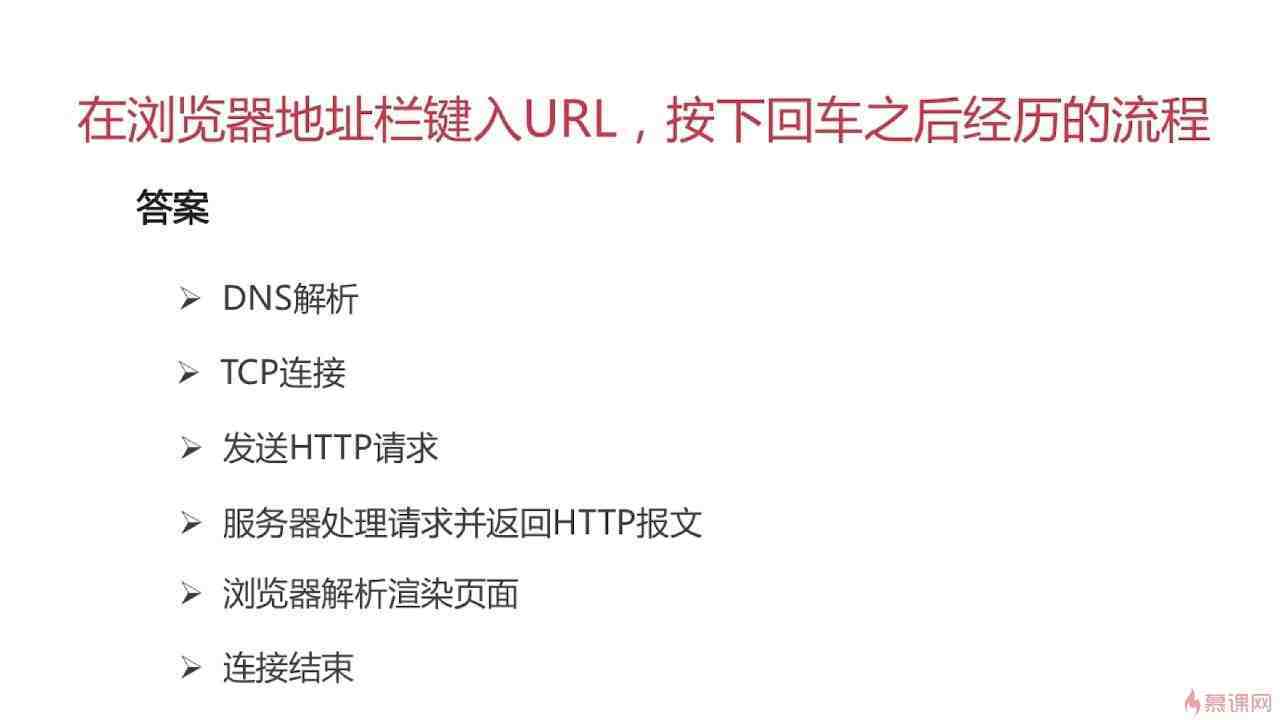 在浏览器地址栏键入URL，按下回车之后经历的流程
答案
DNS解析
TCP连接
发送HTTP请求
服务器处理请求并返回HTTP报文
浏览器解析渲染页面
连接结束
慕课网